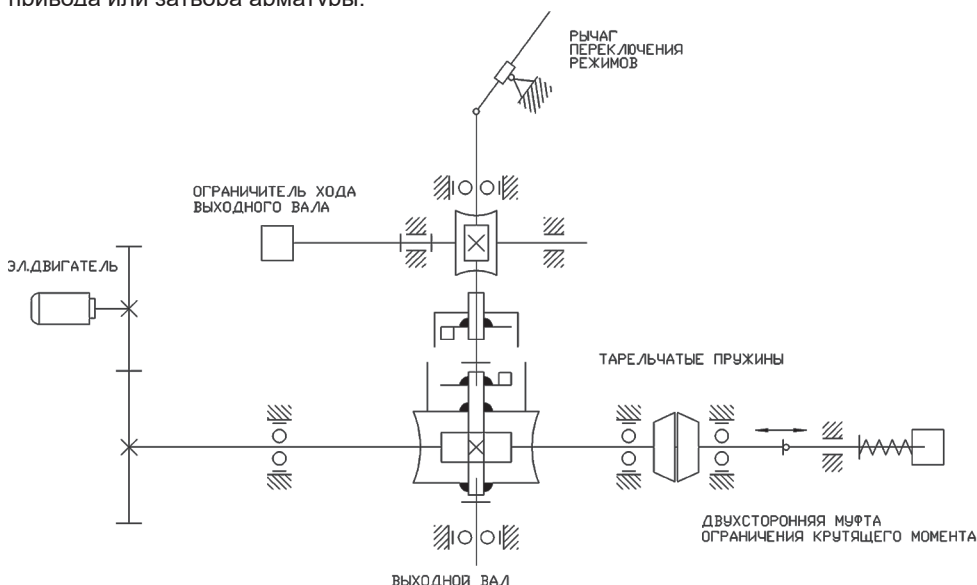 привода или затвора арматуры.
РЫЧАГ
ПЕРЕКЛЮЧЕНИЯ
РЕЖИМОВ
ОГРАНИЧИТЕЛЬ ХОДА
ВЫХОДНОГО ВАЛА
ЭЛ.ДВИГАТЕЛЬ
ТАРЕЛЬЧАТЫЕ ПРУЖИНЫ
ДВУХСТОРОННЯЯ МУФТА
ОГРАНИЧЕНИЯ КРУТЯЩЕГО МОМЕНТА
ВЫХОДНОЙ ВАЛ